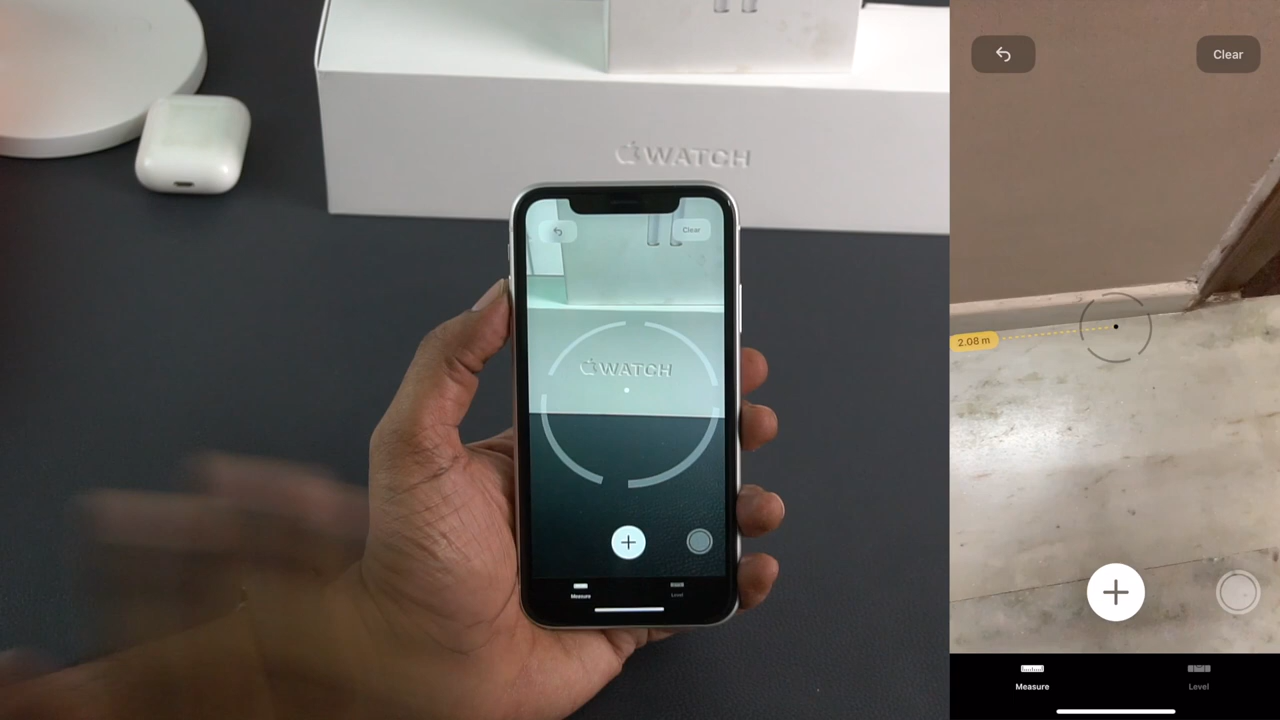 WATCH
Clear
WATCH
Measure
Level
Clear
2.08 m
Measure
Level